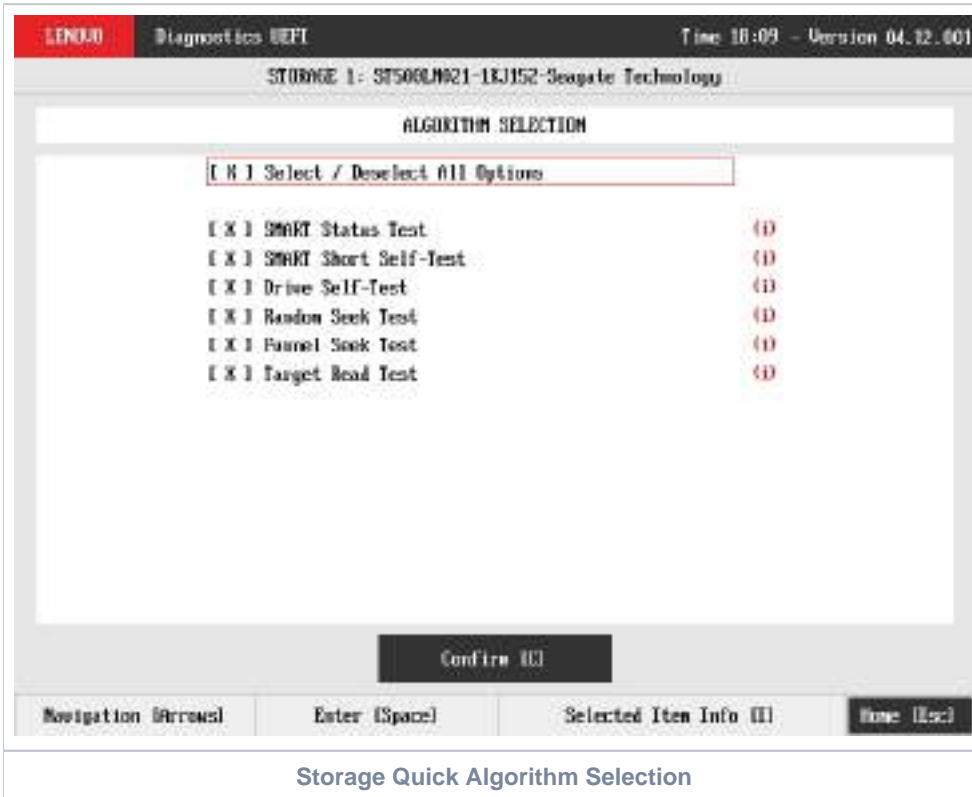 LENOVO Diagnostics UEFI Time 18:09 - Version 04.12.001
STORAGE 1: ST500LM021-1KJ152-Seagate Technology
ALGORITHM SELECTION
[ X ] Select / Deselect All Options
[ X ] SMART Status Test (i)
[ X ] SMART Short Self-Test (i)
[ X ] Drive Self-Test (i)
[ X ] Random Seek Test (i)
[ X ] Funnel Seek Test (i)
[ X ] Target Read Test (i)
Confirm [C]
Navigation [Arrows] Enter [Space] Selected Item Info [I] Home [Esc]
Storage Quick Algorithm Selection